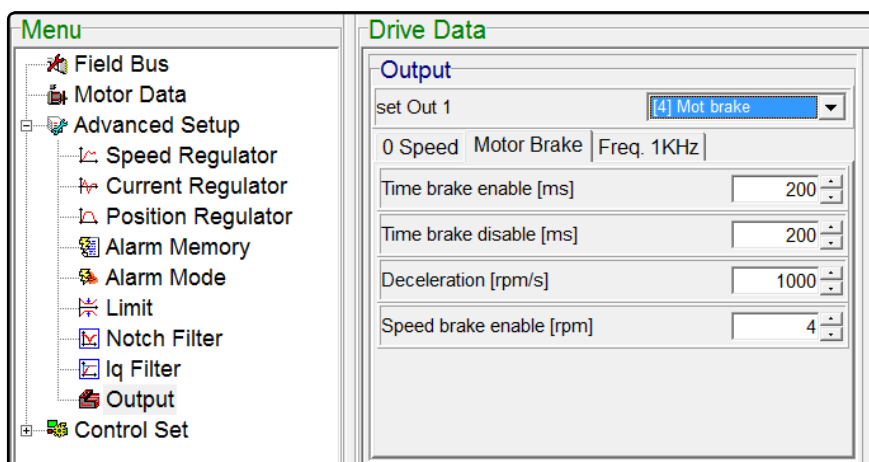 Menu
Field Bus
Motor Data
Advanced Setup
Speed Regulator
Current Regulator
Position Regulator
Alarm Memory
Alarm Mode
Limit
Notch Filter
Iq Filter
Output
Control Set
Drive Data
Output
set Out 1 [4] Mot brake
0 Speed Motor Brake Freq. 1KHz
Time brake enable [ms] 200
Time brake disable [ms] 200
Deceleration [rpm/s] 1000
Speed brake enable [rpm] 4